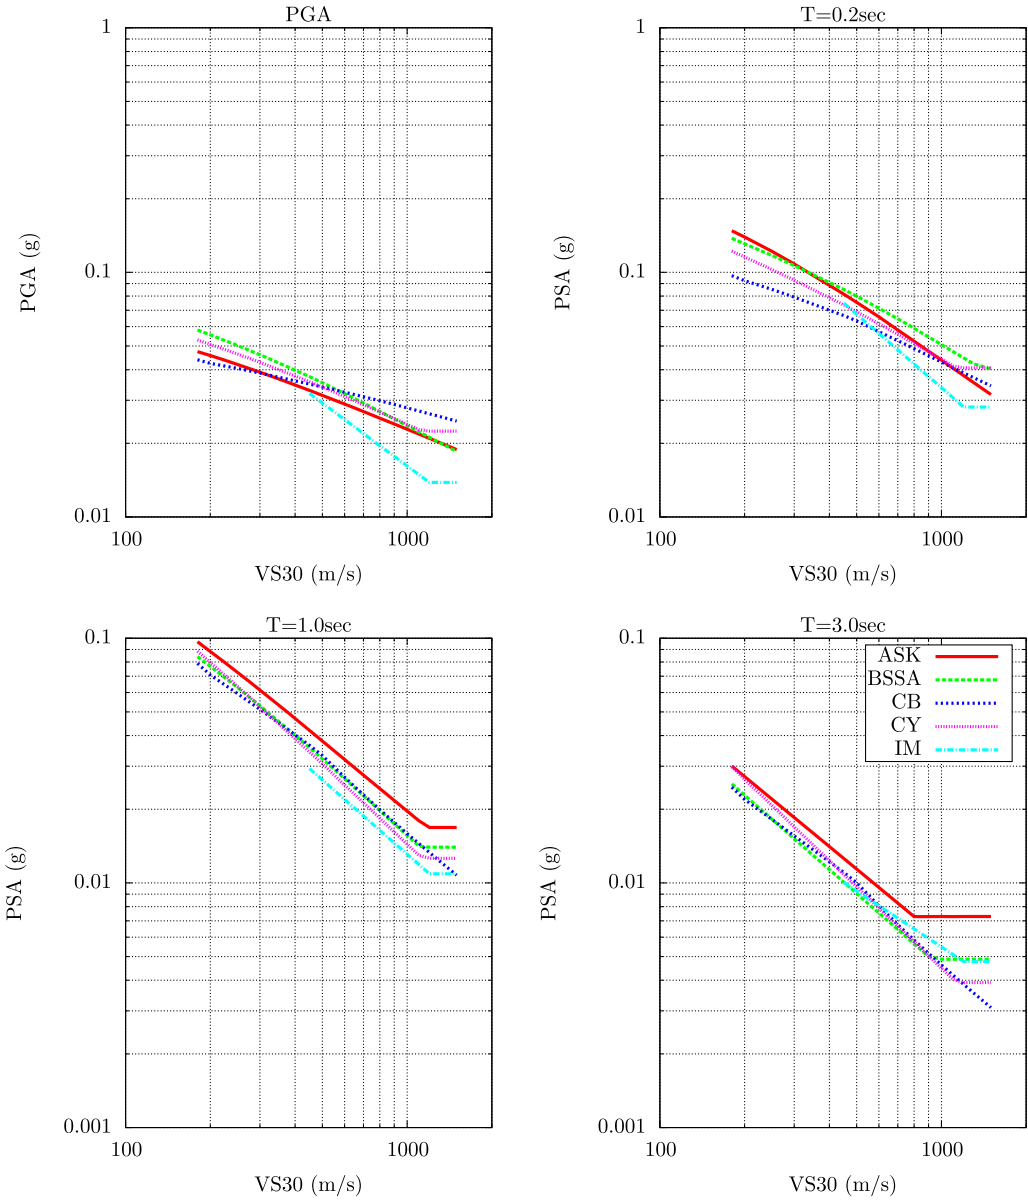 PGA
1
0.1
0.01
PGA (g)
100
1000
VS30 (m/s)
T=0.2sec
1
0.1
0.01
PSA (g)
100
1000
VS30 (m/s)
T=1.0sec
0.1
0.01
0.001
PSA (g)
100
1000
VS30 (m/s)
T=3.0sec
0.1
0.01
0.001
PSA (g)
100
1000
VS30 (m/s)
ASK
BSSA
CB
CY
IM